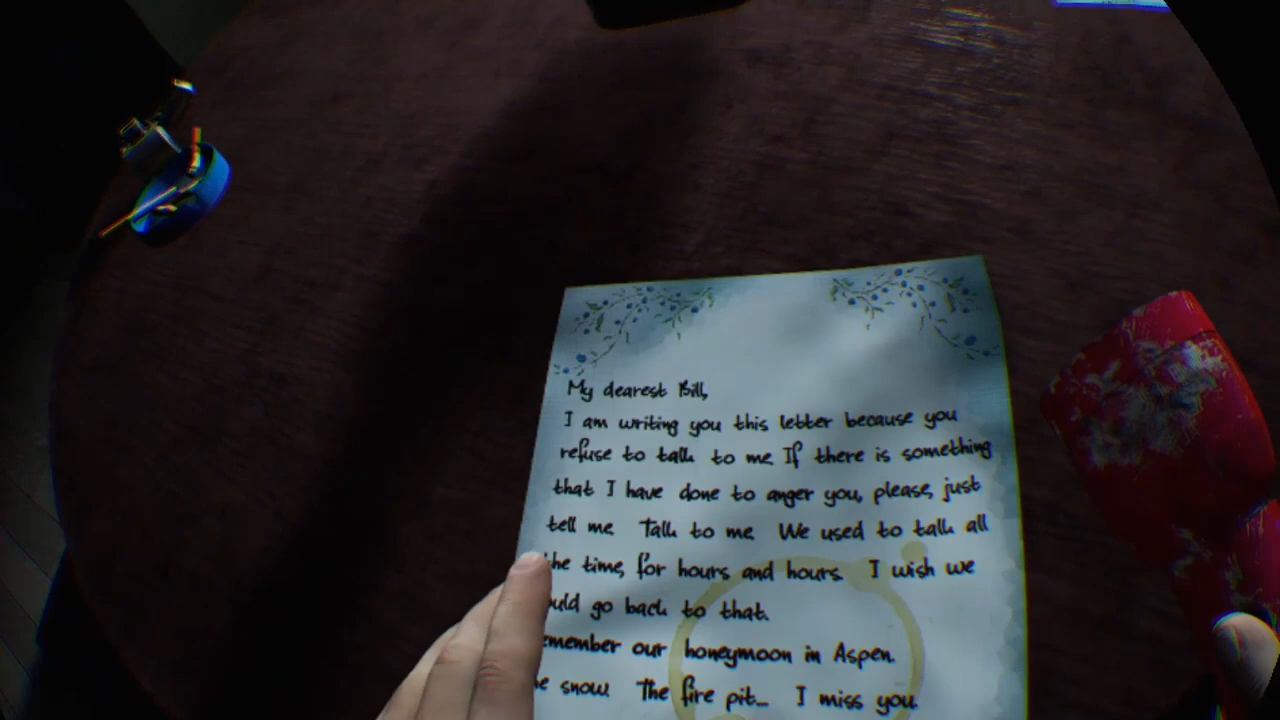 My dearest Bill,
I am writing you this letter because you
refuse to talk to me. If there is something
that I have done to anger you, please, just
tell me. Talk to me. We used to talk all
the time, for hours and hours. I wish we
ould go back to that.
emember our honeymoon in Aspen.
e snow. The fire pit... I miss you.